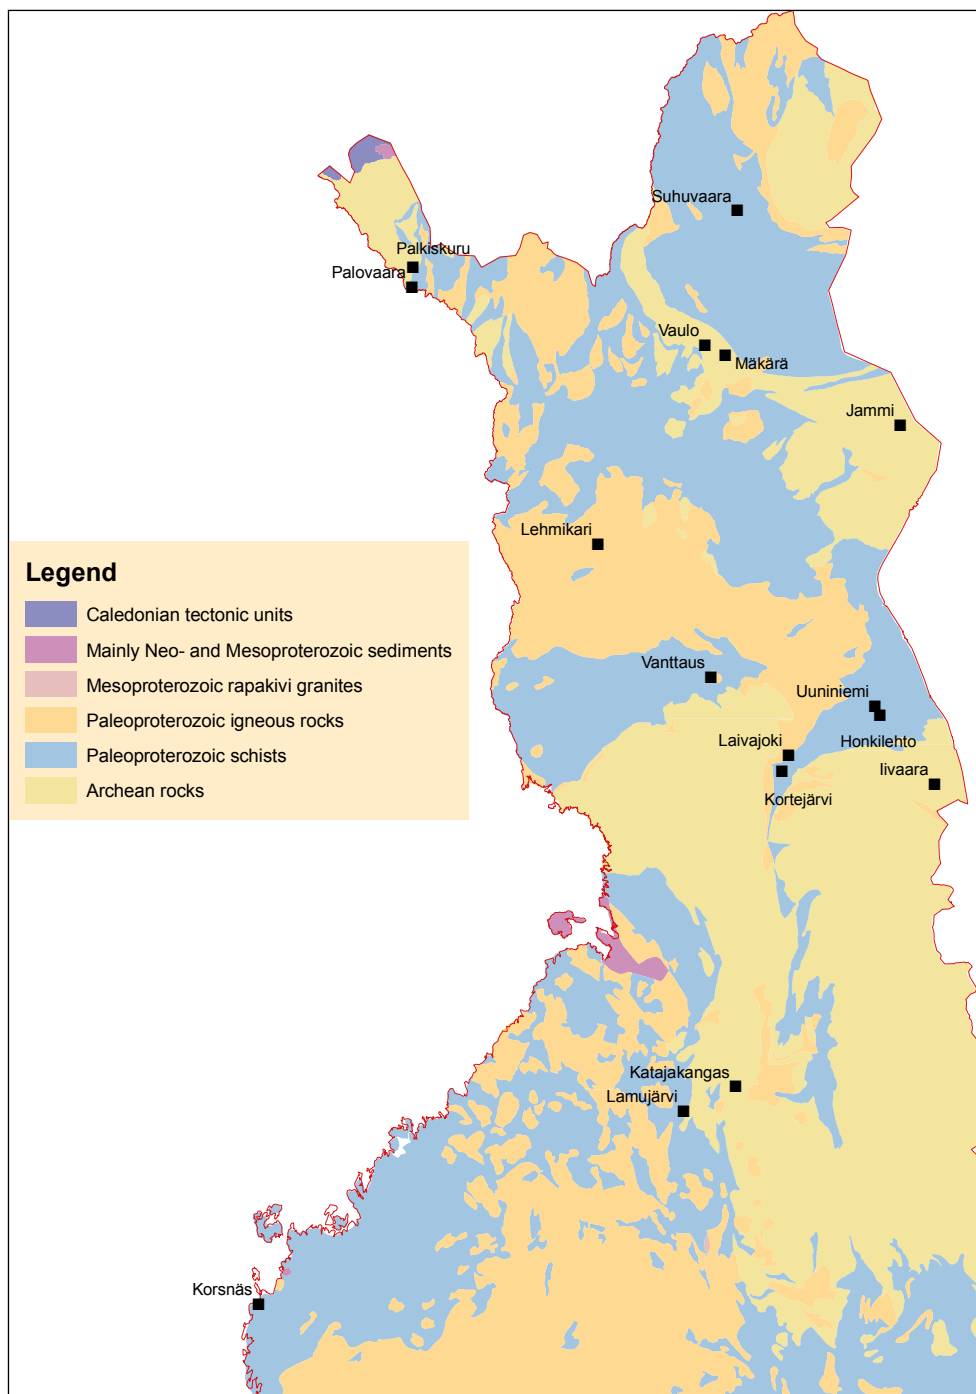 Suhuvaara
Palkiskuru
Palovaara
Vaulo
Mäkärä
Jammi
Lehmikari
Legend
Caledonian tectonic units
Mainly Neo- and Mesoproterozoic sediments
Mesoproterozoic rapakivi granites
Paleoproterozoic igneous rocks
Paleoproterozoic schists
Archean rocks
Vanttaus
Uuniniemi
Laivajoki
Honkilehto
Iivaara
Kortejärvi
Katajakangas
Lamujärvi
Korsnäs